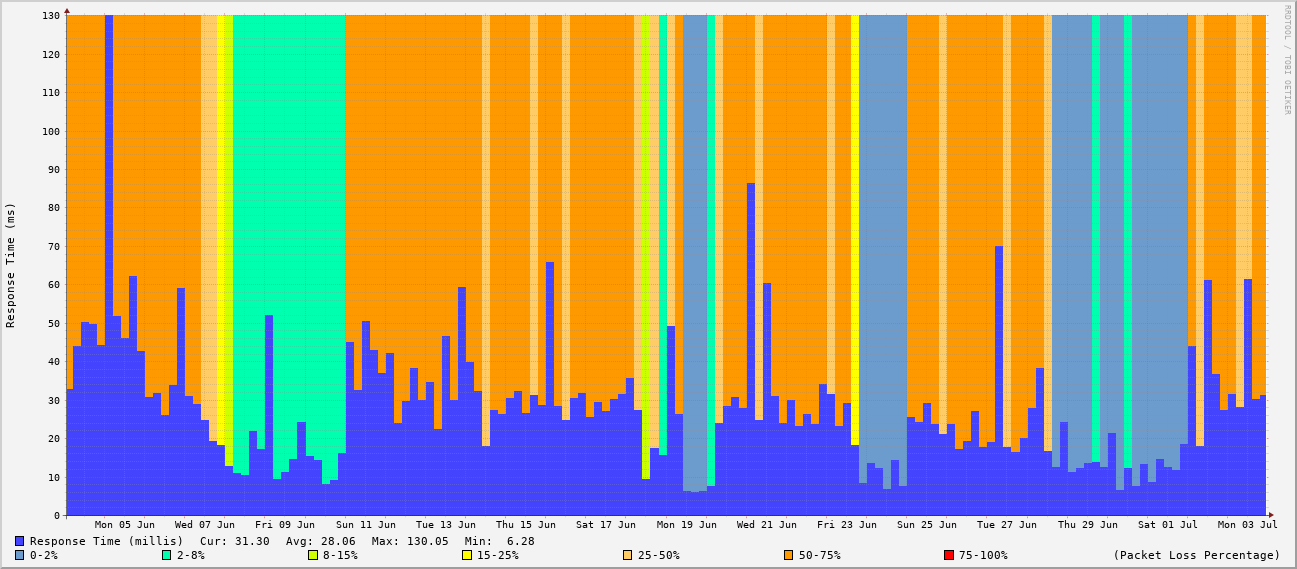 130
120
110
100
90
80
70
60
50
40
30
20
10
0
Response Time (ms)
RRDTOOL / TOBI OETIKER
Mon 05 Jun Wed 07 Jun Fri 09 Jun Sun 11 Jun Tue 13 Jun Thu 15 Jun Sat 17 Jun Mon 19 Jun Wed 21 Jun Fri 23 Jun Sun 25 Jun Tue 27 Jun Thu 29 Jun Sat 01 Jul Mon 03 Jul
Response Time (millis) Cur: 31.30 Avg: 28.06 Max: 130.05 Min: 6.28
0-2% 2-8% 8-15% 15-25% 25-50% 50-75% 75-100% (Packet Loss Percentage)